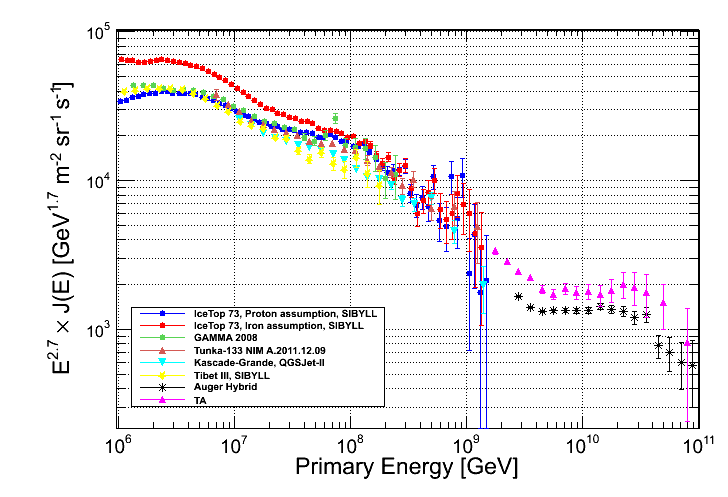 10^5
10^4
10^3
E^2.7 × J(E) [GeV^1.7 m^-2 sr^-1 s^-1]
IceTop 73, Proton assumption, SIBYLL
IceTop 73, Iron assumption, SIBYLL
GAMMA 2008
Tunka-133 NIM A.2011.12.09
Kascade-Grande, QGSJet-II
Tibet III, SIBYLL
Auger Hybrid
TA
10^6 10^7 10^8 10^9 10^10 10^11
Primary Energy [GeV]